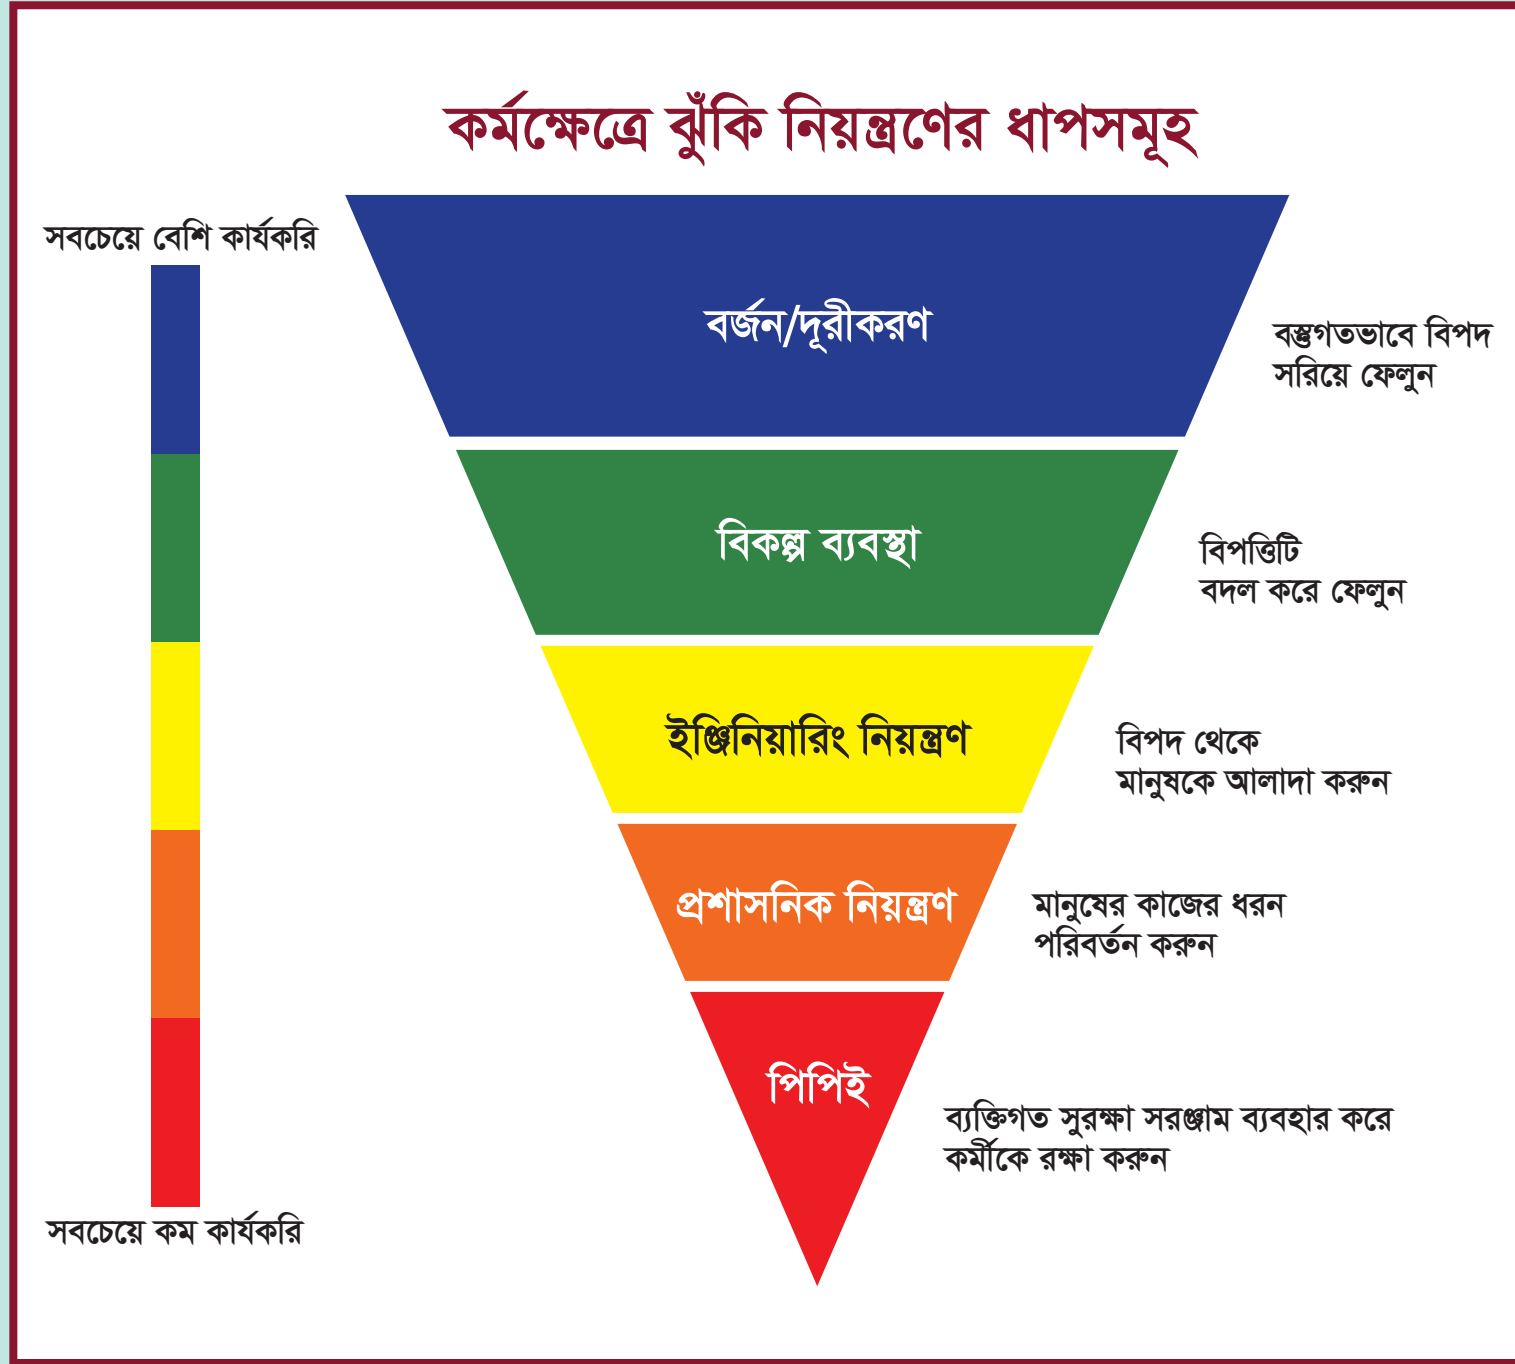 কর্মক্ষেত্রে ঝুঁকি নিয়ন্ত্রণের ধাপসমূহ
সবচেয়ে বেশি কার্যকরি
বর্জন/দূরীকরণ
বস্তুগতভাবে বিপদ
সরিয়ে ফেলুন
বিকল্প ব্যবস্থা
বিপত্তিটি
বদল করে ফেলুন
ইঞ্জিনিয়ারিং নিয়ন্ত্রণ
বিপদ থেকে
মানুষকে আলাদা করুন
প্রশাসনিক নিয়ন্ত্রণ
মানুষের কাজের ধরন
পরিবর্তন করুন
পিপিই
ব্যক্তিগত সুরক্ষা সরঞ্জাম ব্যবহার করে
কর্মীকে রক্ষা করুন
সবচেয়ে কম কার্যকরি